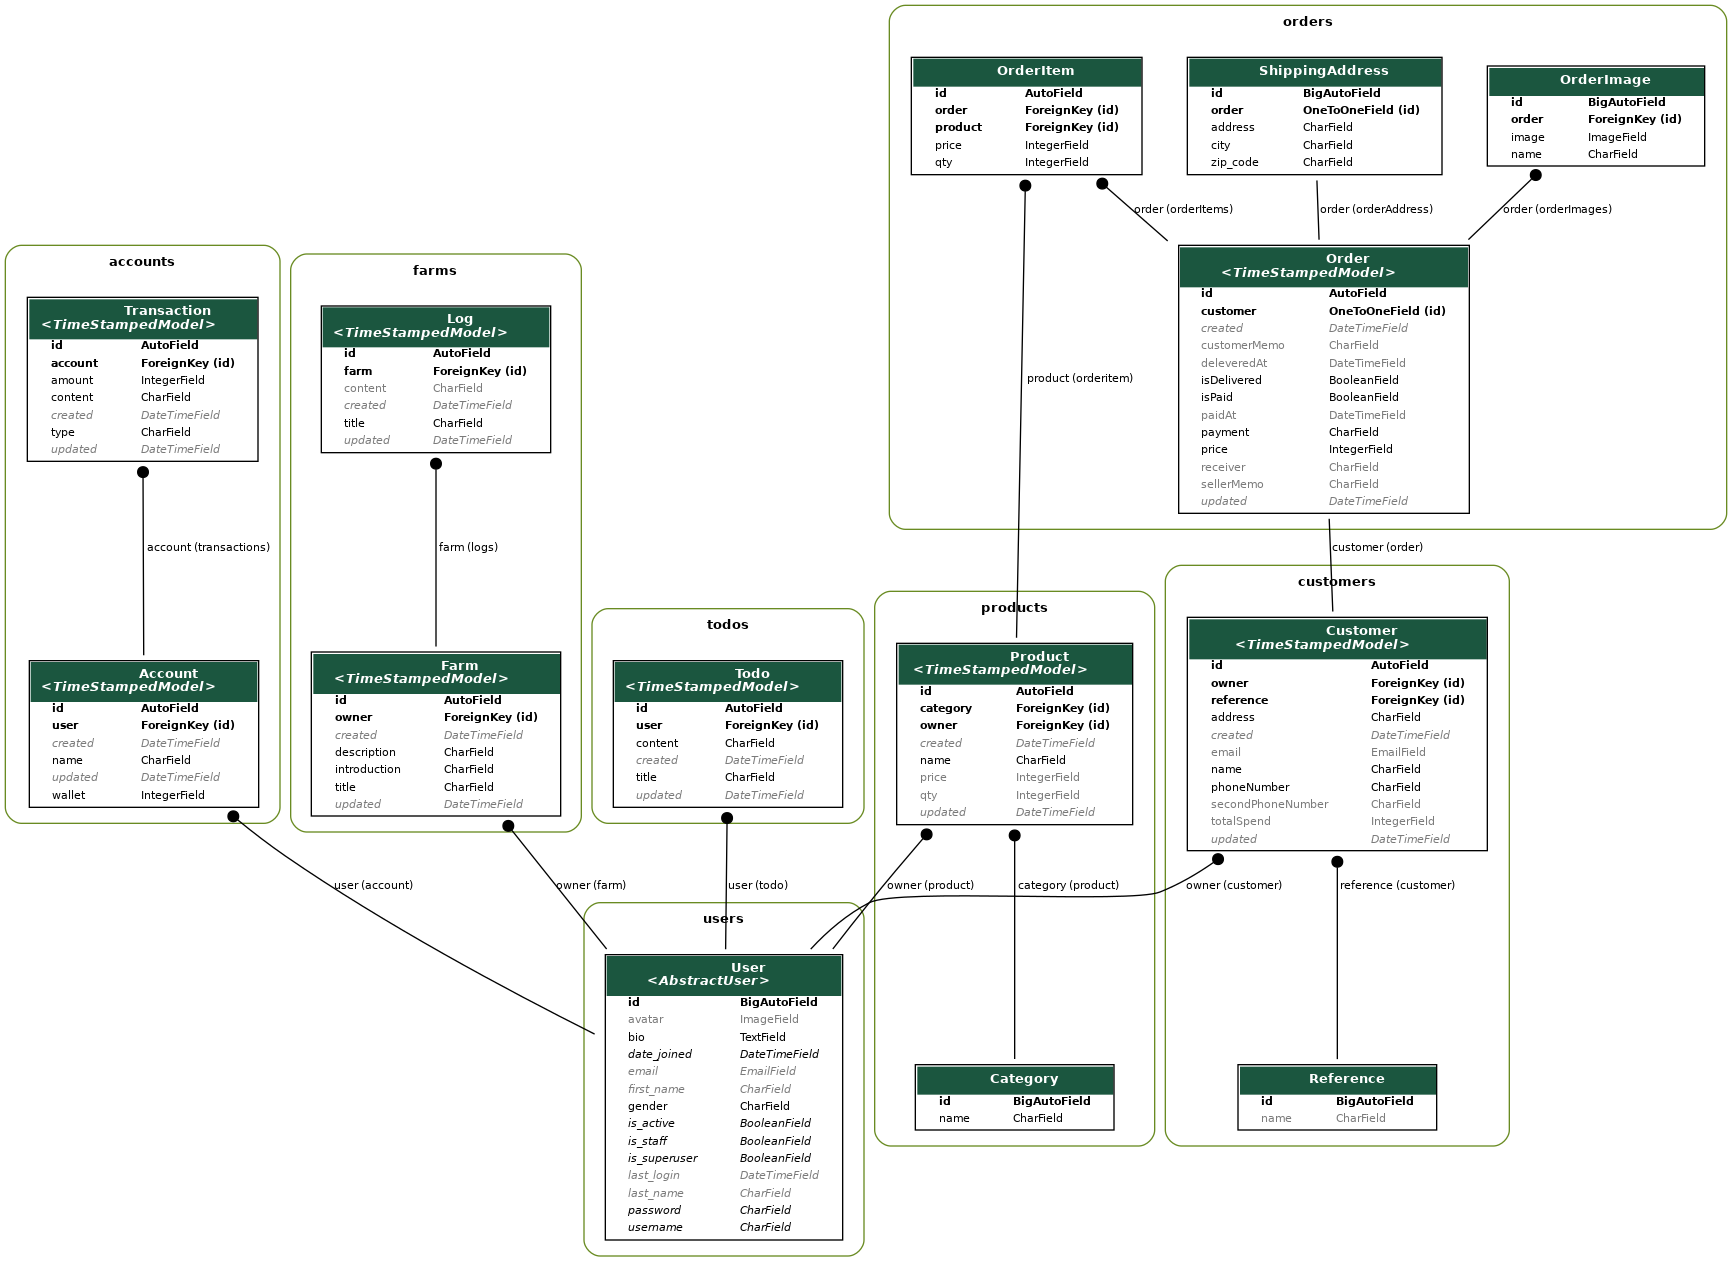 orders
OrderItem
id AutoField
order ForeignKey (id)
product ForeignKey (id)
price IntegerField
qty IntegerField
ShippingAddress
id BigAutoField
order OneToOneField (id)
address CharField
city CharField
zip_code CharField
OrderImage
id BigAutoField
order ForeignKey (id)
image ImageField
name CharField
order (orderItems)
order (orderAddress)
order (orderImages)
Order
<TimeStampedModel>
id AutoField
customer OneToOneField (id)
created DateTimeField
customerMemo CharField
deleveredAt DateTimeField
isDelivered BooleanField
isPaid BooleanField
paidAt DateTimeField
payment CharField
price IntegerField
receiver CharField
sellerMemo CharField
updated DateTimeField
accounts
Transaction
<TimeStampedModel>
id AutoField
account ForeignKey (id)
amount IntegerField
content CharField
created DateTimeField
type CharField
updated DateTimeField
account (transactions)
Account
<TimeStampedModel>
id AutoField
user ForeignKey (id)
created DateTimeField
name CharField
updated DateTimeField
wallet IntegerField
farms
Log
<TimeStampedModel>
id AutoField
farm ForeignKey (id)
content CharField
created DateTimeField
title CharField
updated DateTimeField
farm (logs)
Farm
<TimeStampedModel>
id AutoField
owner ForeignKey (id)
created DateTimeField
description CharField
introduction CharField
title CharField
updated DateTimeField
todos
Todo
<TimeStampedModel>
id AutoField
user ForeignKey (id)
content CharField
created DateTimeField
title CharField
updated DateTimeField
product (orderitem)
products
Product
<TimeStampedModel>
id AutoField
category ForeignKey (id)
owner ForeignKey (id)
created DateTimeField
name CharField
price IntegerField
qty IntegerField
updated DateTimeField
customer (order)
customers
Customer
<TimeStampedModel>
id AutoField
owner ForeignKey (id)
reference ForeignKey (id)
address CharField
created DateTimeField
email EmailField
name CharField
phoneNumber CharField
secondPhoneNumber CharField
totalSpend IntegerField
updated DateTimeField
user (account)
owner (farm)
user (todo)
owner (product)
category (product)
owner (customer)
reference (customer)
users
User
<AbstractUser>
id BigAutoField
avatar ImageField
bio TextField
date_joined DateTimeField
email EmailField
first_name CharField
gender CharField
is_active BooleanField
is_staff BooleanField
is_superuser BooleanField
last_login DateTimeField
last_name CharField
password CharField
username CharField
Category
id BigAutoField
name CharField
Reference
id BigAutoField
name CharField